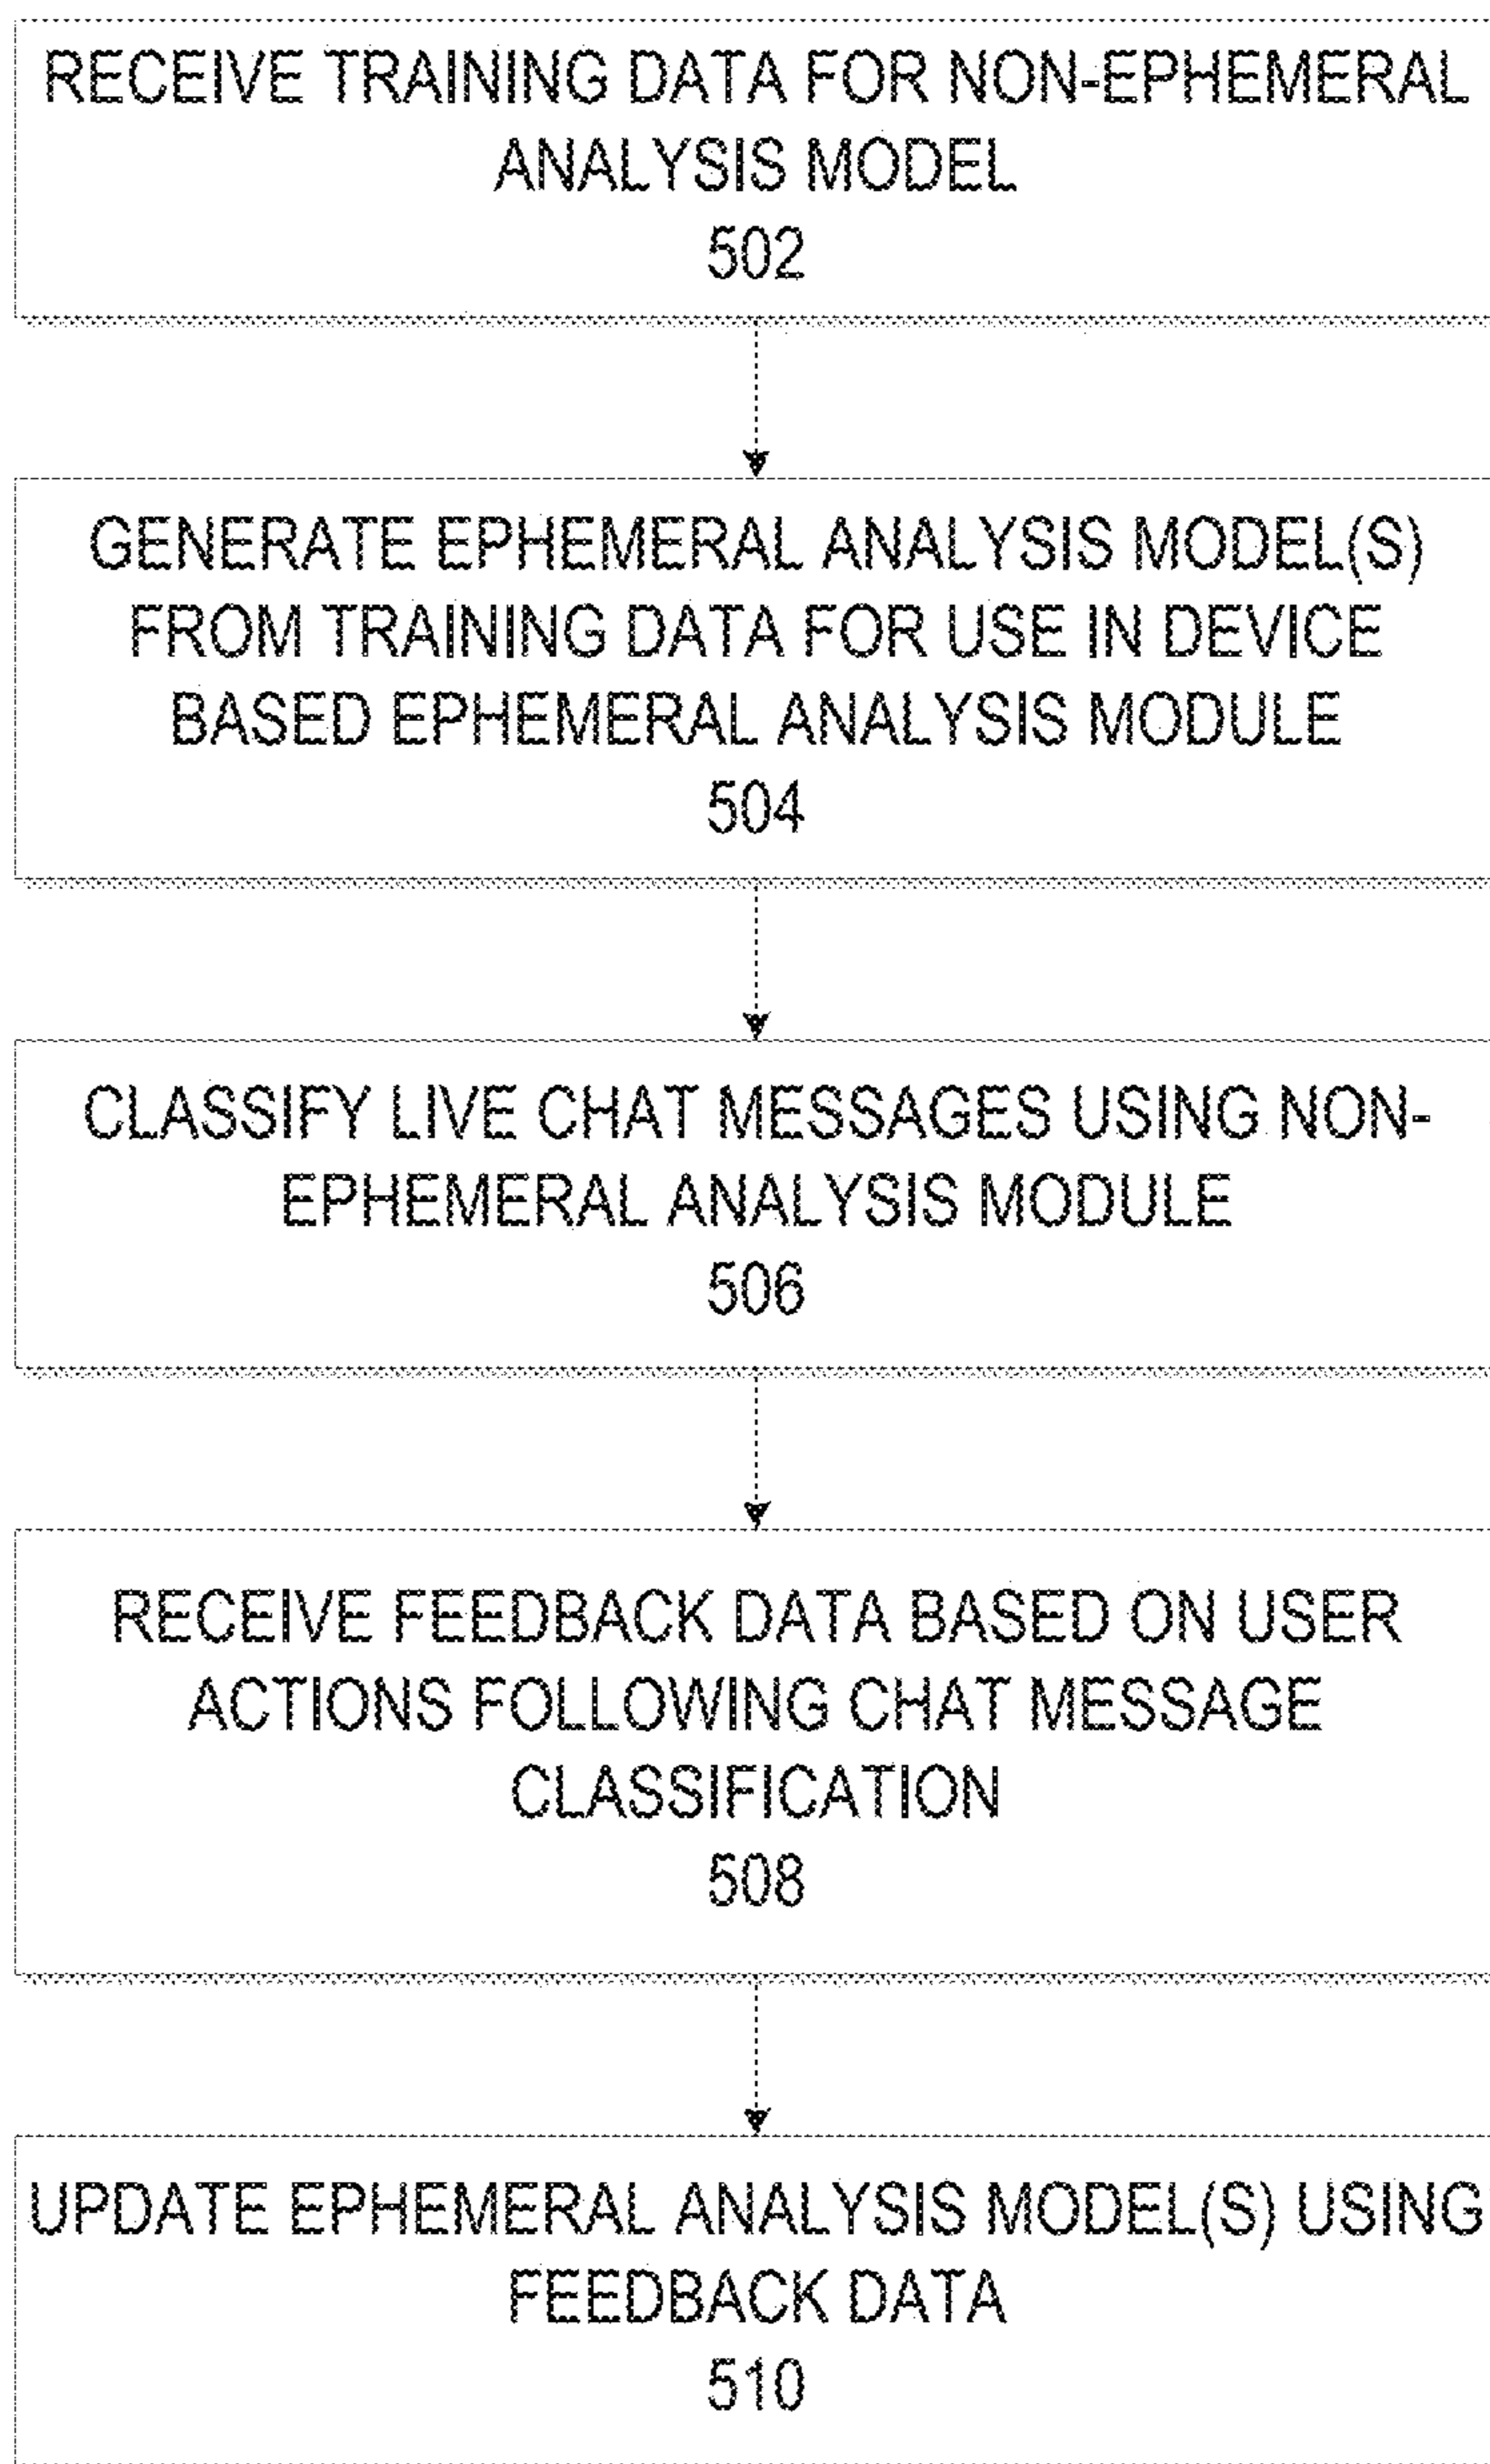 RECEIVE TRAINING DATA FOR NON-EPHEMERAL
ANALYSIS MODEL
502
GENERATE EPHEMERAL ANALYSIS MODEL(S)
FROM TRAINING DATA FOR USE IN DEVICE
BASED EPHEMERAL ANALYSIS MODULE
504
CLASSIFY LIVE CHAT MESSAGES USING NON-
EPHEMERAL ANALYSIS MODULE
506
RECEIVE FEEDBACK DATA BASED ON USER
ACTIONS FOLLOWING CHAT MESSAGE
CLASSIFICATION
508
UPDATE EPHEMERAL ANALYSIS MODEL(S) USING
FEEDBACK DATA
510